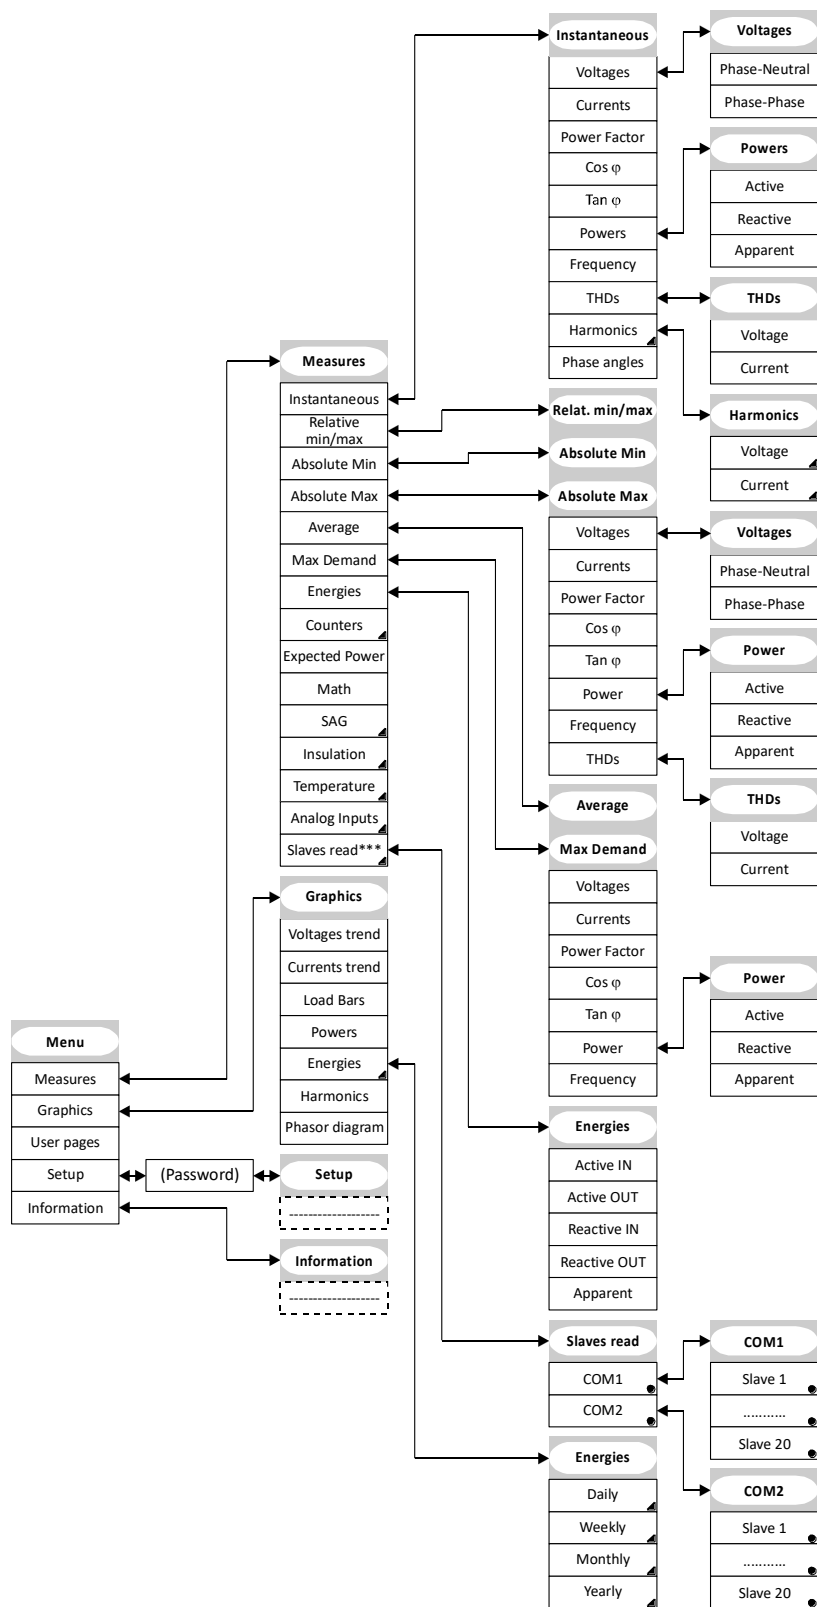 Menu
Measures
Graphics
User pages
Setup
Information
(Password)
Measures
Instantaneous
Relative
min/max
Absolute Min
Absolute Max
Average
Max Demand
Energies
Counters
Expected Power
Math
SAG
Insulation
Temperature
Analog Inputs
Slaves read***
Graphics
Voltages trend
Currents trend
Load Bars
Powers
Energies
Harmonics
Phasor diagram
Setup
--------------------
Information
--------------------
Instantaneous
Voltages
Currents
Power Factor
Cos φ
Tan φ
Powers
Frequency
THDs
Harmonics
Phase angles
Relat. min/max
Absolute Min
Absolute Max
Voltages
Currents
Power Factor
Cos φ
Tan φ
Power
Frequency
THDs
Average
Max Demand
Voltages
Currents
Power Factor
Cos φ
Tan φ
Power
Frequency
Energies
Active IN
Active OUT
Reactive IN
Reactive OUT
Apparent
Slaves read
COM1
COM2
Energies
Daily
Weekly
Monthly
Yearly
Voltages
Phase-Neutral
Phase-Phase
Powers
Active
Reactive
Apparent
THDs
Voltage
Current
Harmonics
Voltage
Current
Voltages
Phase-Neutral
Phase-Phase
Power
Active
Reactive
Apparent
THDs
Voltage
Current
Power
Active
Reactive
Apparent
COM1
Slave 1
...........
Slave 20
COM2
Slave 1
...........
Slave 20